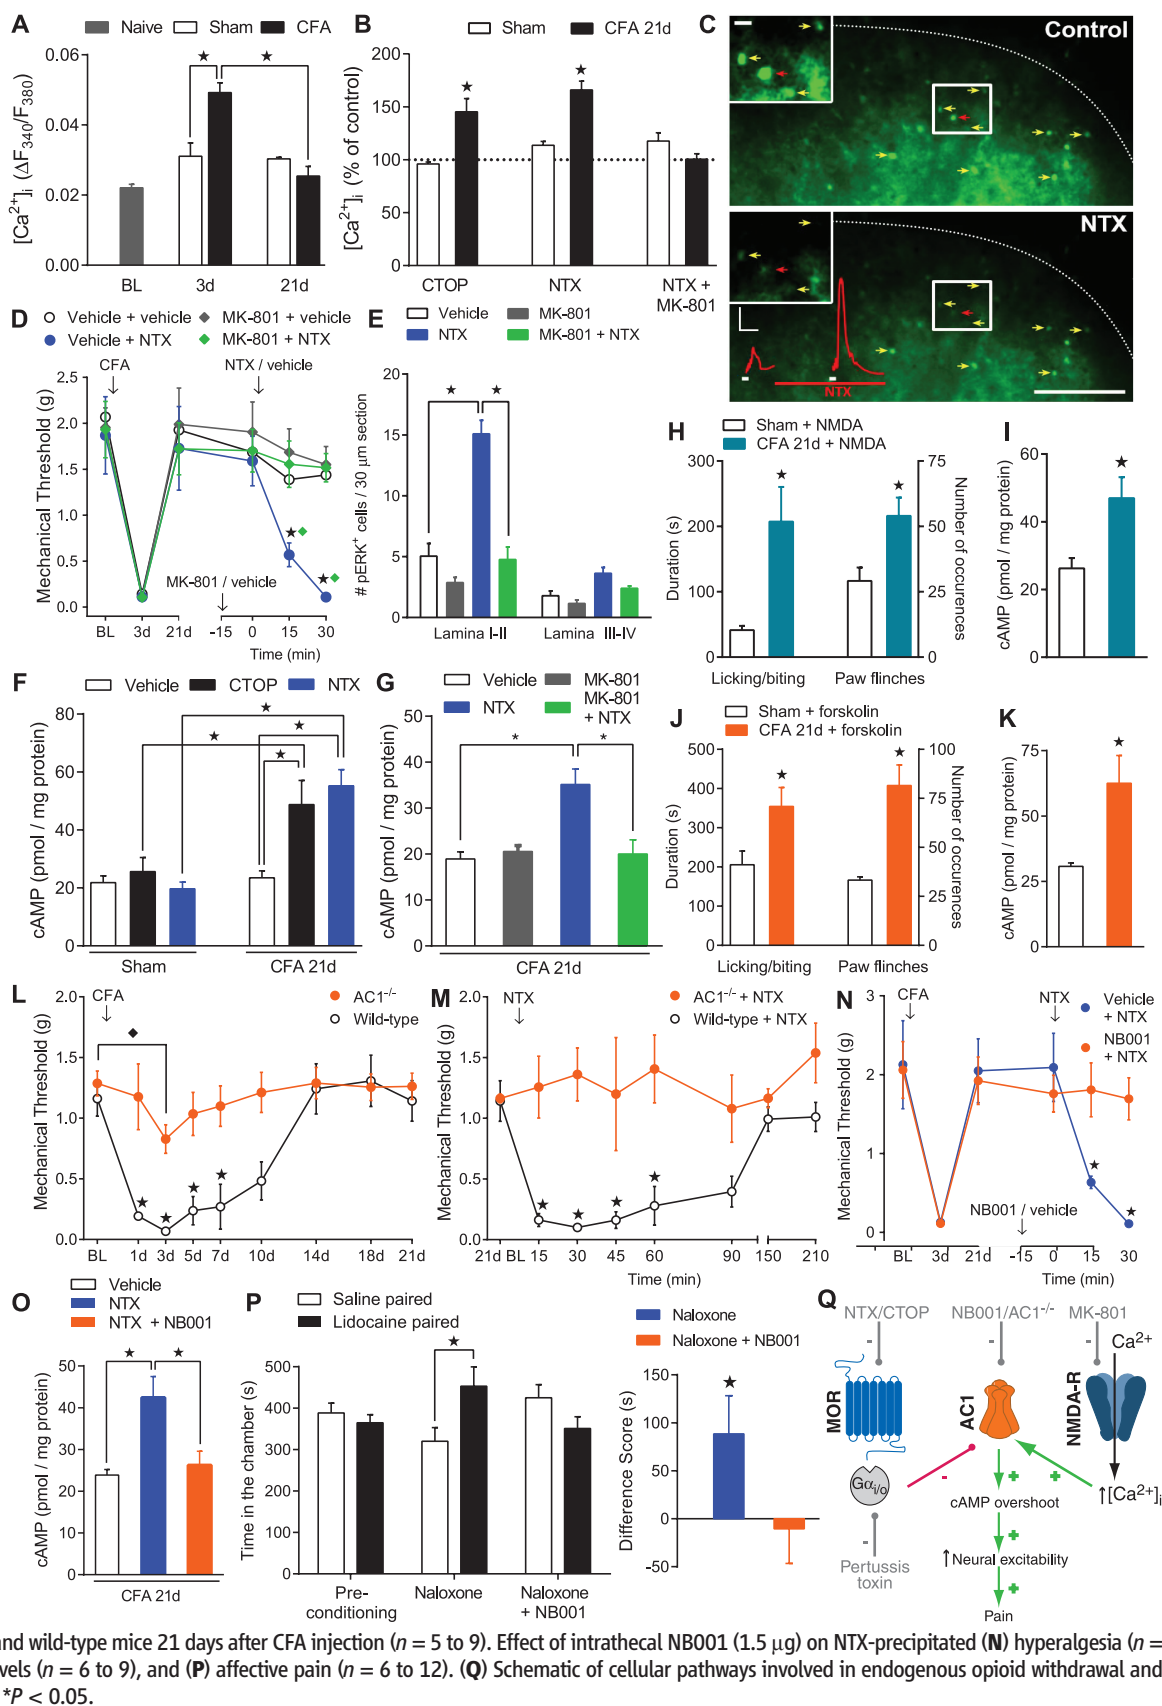 A
Naive
Sham
CFA
[Ca²⁺]ᵢ (ΔF₃₄₀/F₃₈₀)
0.06
0.04
0.02
0.00
★
★
BL
3d
21d
B
Sham
CFA 21d
[Ca²⁺]ᵢ (% of control)
200
150
100
50
0
★
★
CTOP
NTX
NTX +
MK-801
C
Control
NTX
NTX
D
Vehicle + vehicle
MK-801 + vehicle
Vehicle + NTX
MK-801 + NTX
CFA
NTX / vehicle
Mechanical Threshold (g)
2.5
2.0
1.5
1.0
0.5
0.0
★◆
★◆
MK-801 / vehicle
BL
3d
21d
-15
0
15
30
Time (min)
E
Vehicle
MK-801
NTX
MK-801 + NTX
# pERK⁺ cells / 30 µm section
20
15
10
5
0
★
★
Lamina I-II
Lamina III-IV
F
Vehicle
CTOP
NTX
cAMP (pmol / mg protein)
80
60
40
20
0
★
★
★
★
Sham
CFA 21d
G
Vehicle
MK-801
NTX
MK-801
+ NTX
cAMP (pmol / mg protein)
50
40
30
20
10
0
*
*
CFA 21d
H
Sham + NMDA
CFA 21d + NMDA
Duration (s)
300
200
100
0
★
★
75
50
25
0
Number of occurences
Licking/biting
Paw flinches
I
cAMP (pmol / mg protein)
60
40
20
0
★
J
Sham + forskolin
CFA 21d + forskolin
Duration (s)
500
400
300
200
100
0
★
★
100
75
50
25
0
Number of occurences
Licking/biting
Paw flinches
K
cAMP (pmol / mg protein)
75
50
25
0
★
L
CFA
AC1⁻/⁻
Wild-type
Mechanical Threshold (g)
2.0
1.5
1.0
0.5
0.0
◆
★
★
★
★
BL
1d
3d
5d
7d
10d
14d
18d
21d
M
NTX
AC1⁻/⁻ + NTX
Wild-type + NTX
Mechanical Threshold (g)
2.0
1.5
1.0
0.5
0.0
★
★
★
★
21d BL
15
30
45
60
90
150
210
Time (min)
N
CFA
NTX
Vehicle
+ NTX
NB001
+ NTX
Mechanical Threshold (g)
3
2
1
0
★
★
NB001 / vehicle
BL
3d
21d
-15
0
15
30
Time (min)
O
Vehicle
NTX
NTX + NB001
cAMP (pmol / mg protein)
50
40
30
20
10
0
★
★
CFA 21d
P
Saline paired
Lidocaine paired
Time in the chamber (s)
500
400
300
200
100
0
★
Pre-
conditioning
Naloxone
Naloxone
+ NB001
Naloxone
Naloxone + NB001
Difference Score (s)
150
100
50
0
-50
★
Q
NTX/CTOP
NB001/AC1⁻/⁻
MK-801
-
-
-
Ca²⁺
MOR
AC1
NMDA-R
Gαi/o
-
+
+
↑[Ca²⁺]ᵢ
cAMP overshoot
-
+
Pertussis
toxin
↑Neural excitability
+
Pain
and wild-type mice 21 days after CFA injection (n = 5 to 9). Effect of intrathecal NB001 (1.5 µg) on NTX-precipitated (N) hyperalgesia (n =
vels (n = 6 to 9), and (P) affective pain (n = 6 to 12). (Q) Schematic of cellular pathways involved in endogenous opioid withdrawal and
*P < 0.05.